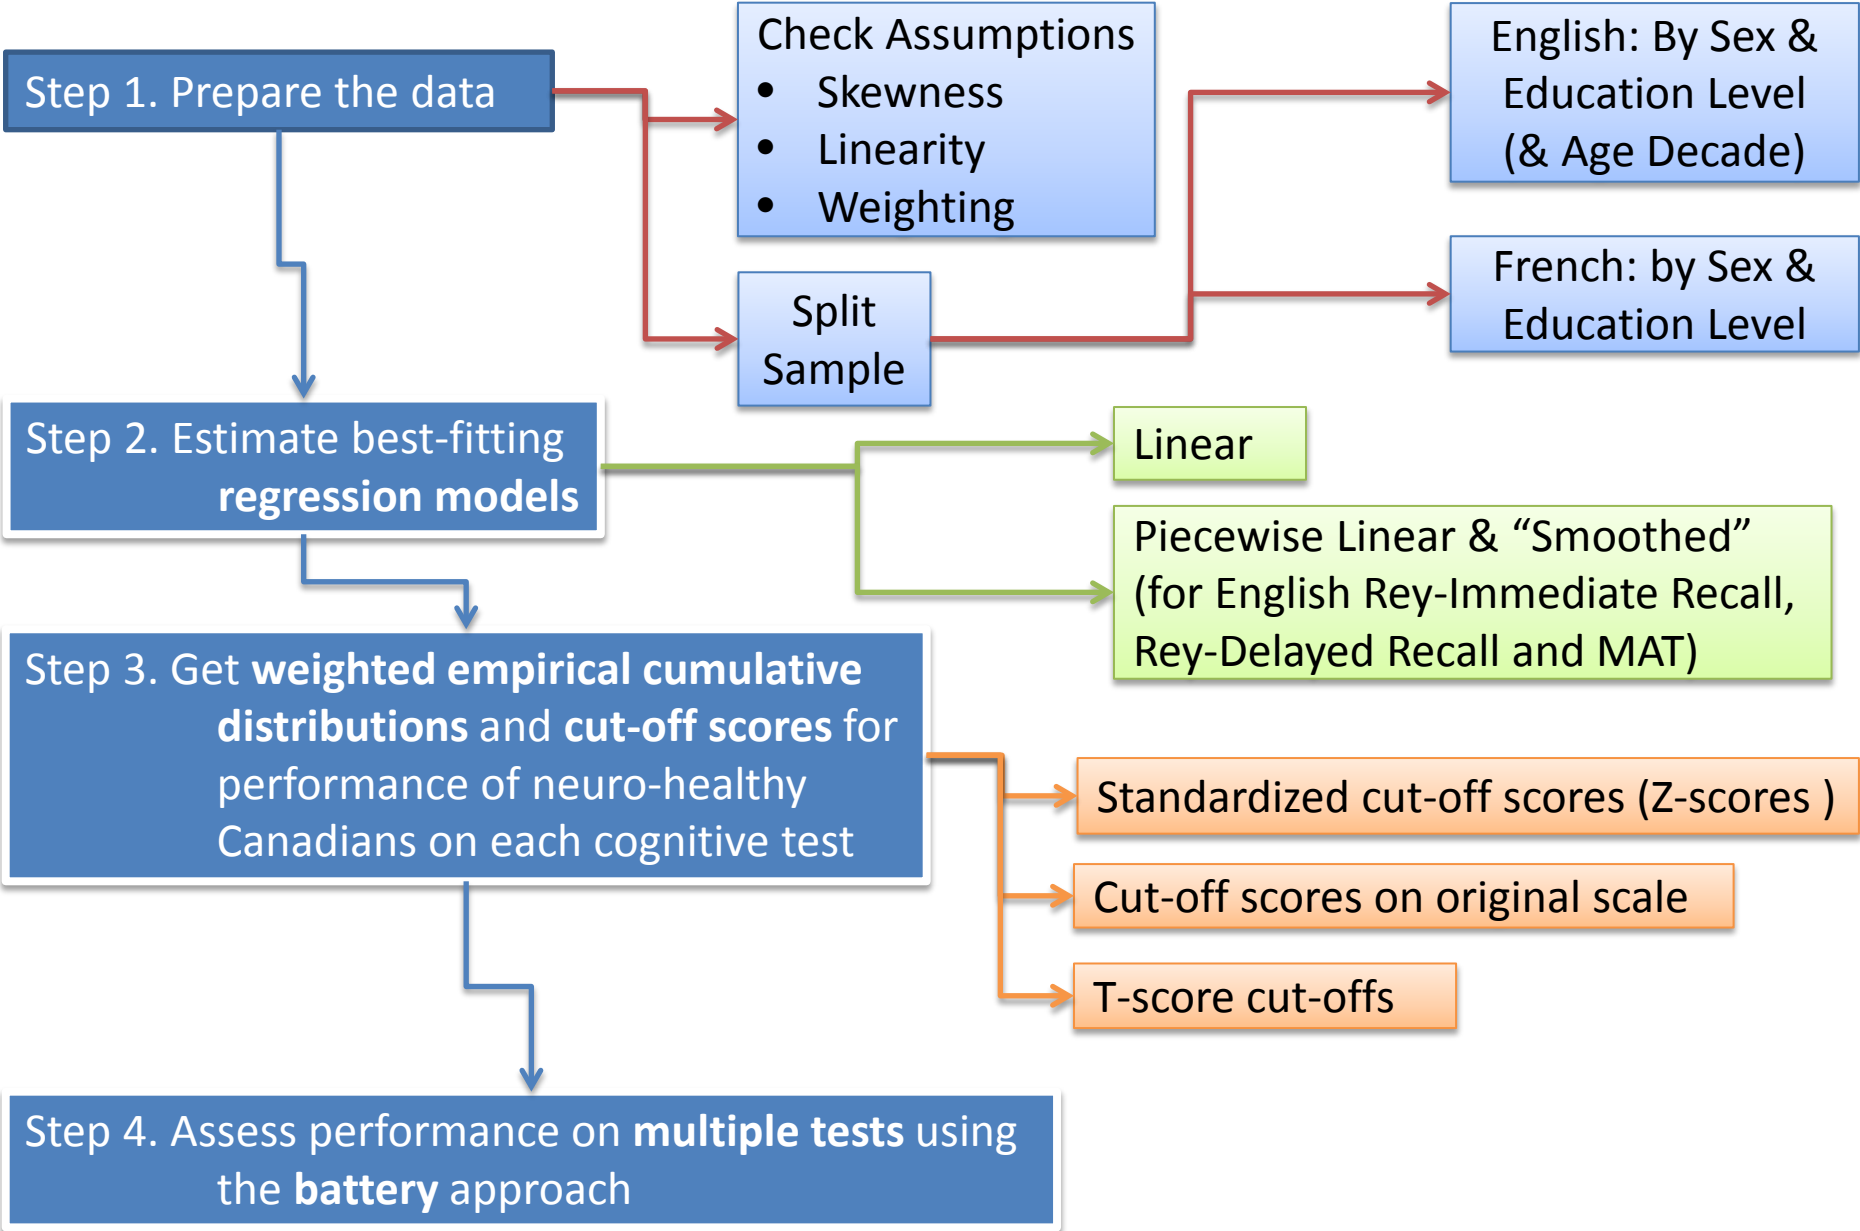 Step 1. Prepare the data
Check Assumptions
• Skewness
• Linearity
• Weighting
Split
Sample
English: By Sex &
Education Level
(& Age Decade)
French: by Sex &
Education Level
Step 2. Estimate best-fitting
regression models
Linear
Piecewise Linear & “Smoothed”
(for English Rey-Immediate Recall,
Rey-Delayed Recall and MAT)
Step 3. Get weighted empirical cumulative
distributions and cut-off scores for
performance of neuro-healthy
Canadians on each cognitive test
Standardized cut-off scores (Z-scores )
Cut-off scores on original scale
T-score cut-offs
Step 4. Assess performance on multiple tests using
the battery approach